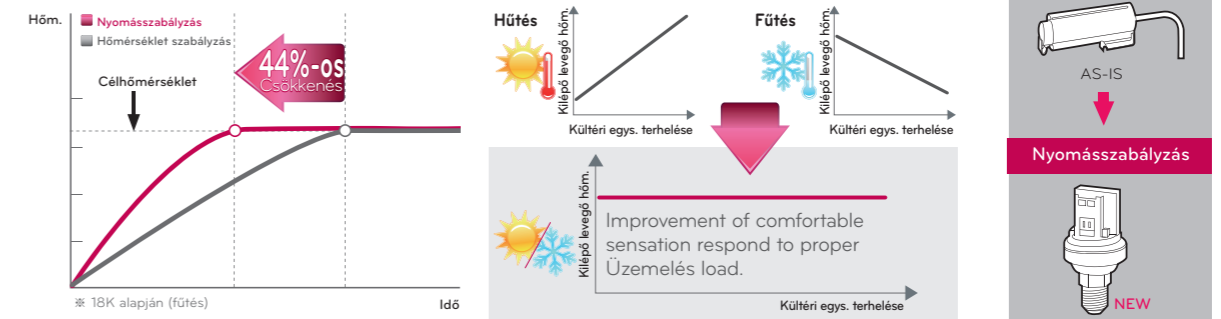 Hőm.
Nyomásszabályzás
Hőmérséklet szabályzás
Célhőmérséklet
44%-os
Csökkenés
※ 18K alapján (fűtés)
Idő
Hűtés
Kilépő levegő hőm.
Kültéri egys. terhelése
Fűtés
Kilépő levegő hőm.
Kültéri egys. terhelése
Kilépő levegő hőm.
Improvement of comfortable
sensation respond to proper
Üzemelés load.
Kültéri egys. terhelése
AS-IS
Nyomásszabályzás
NEW